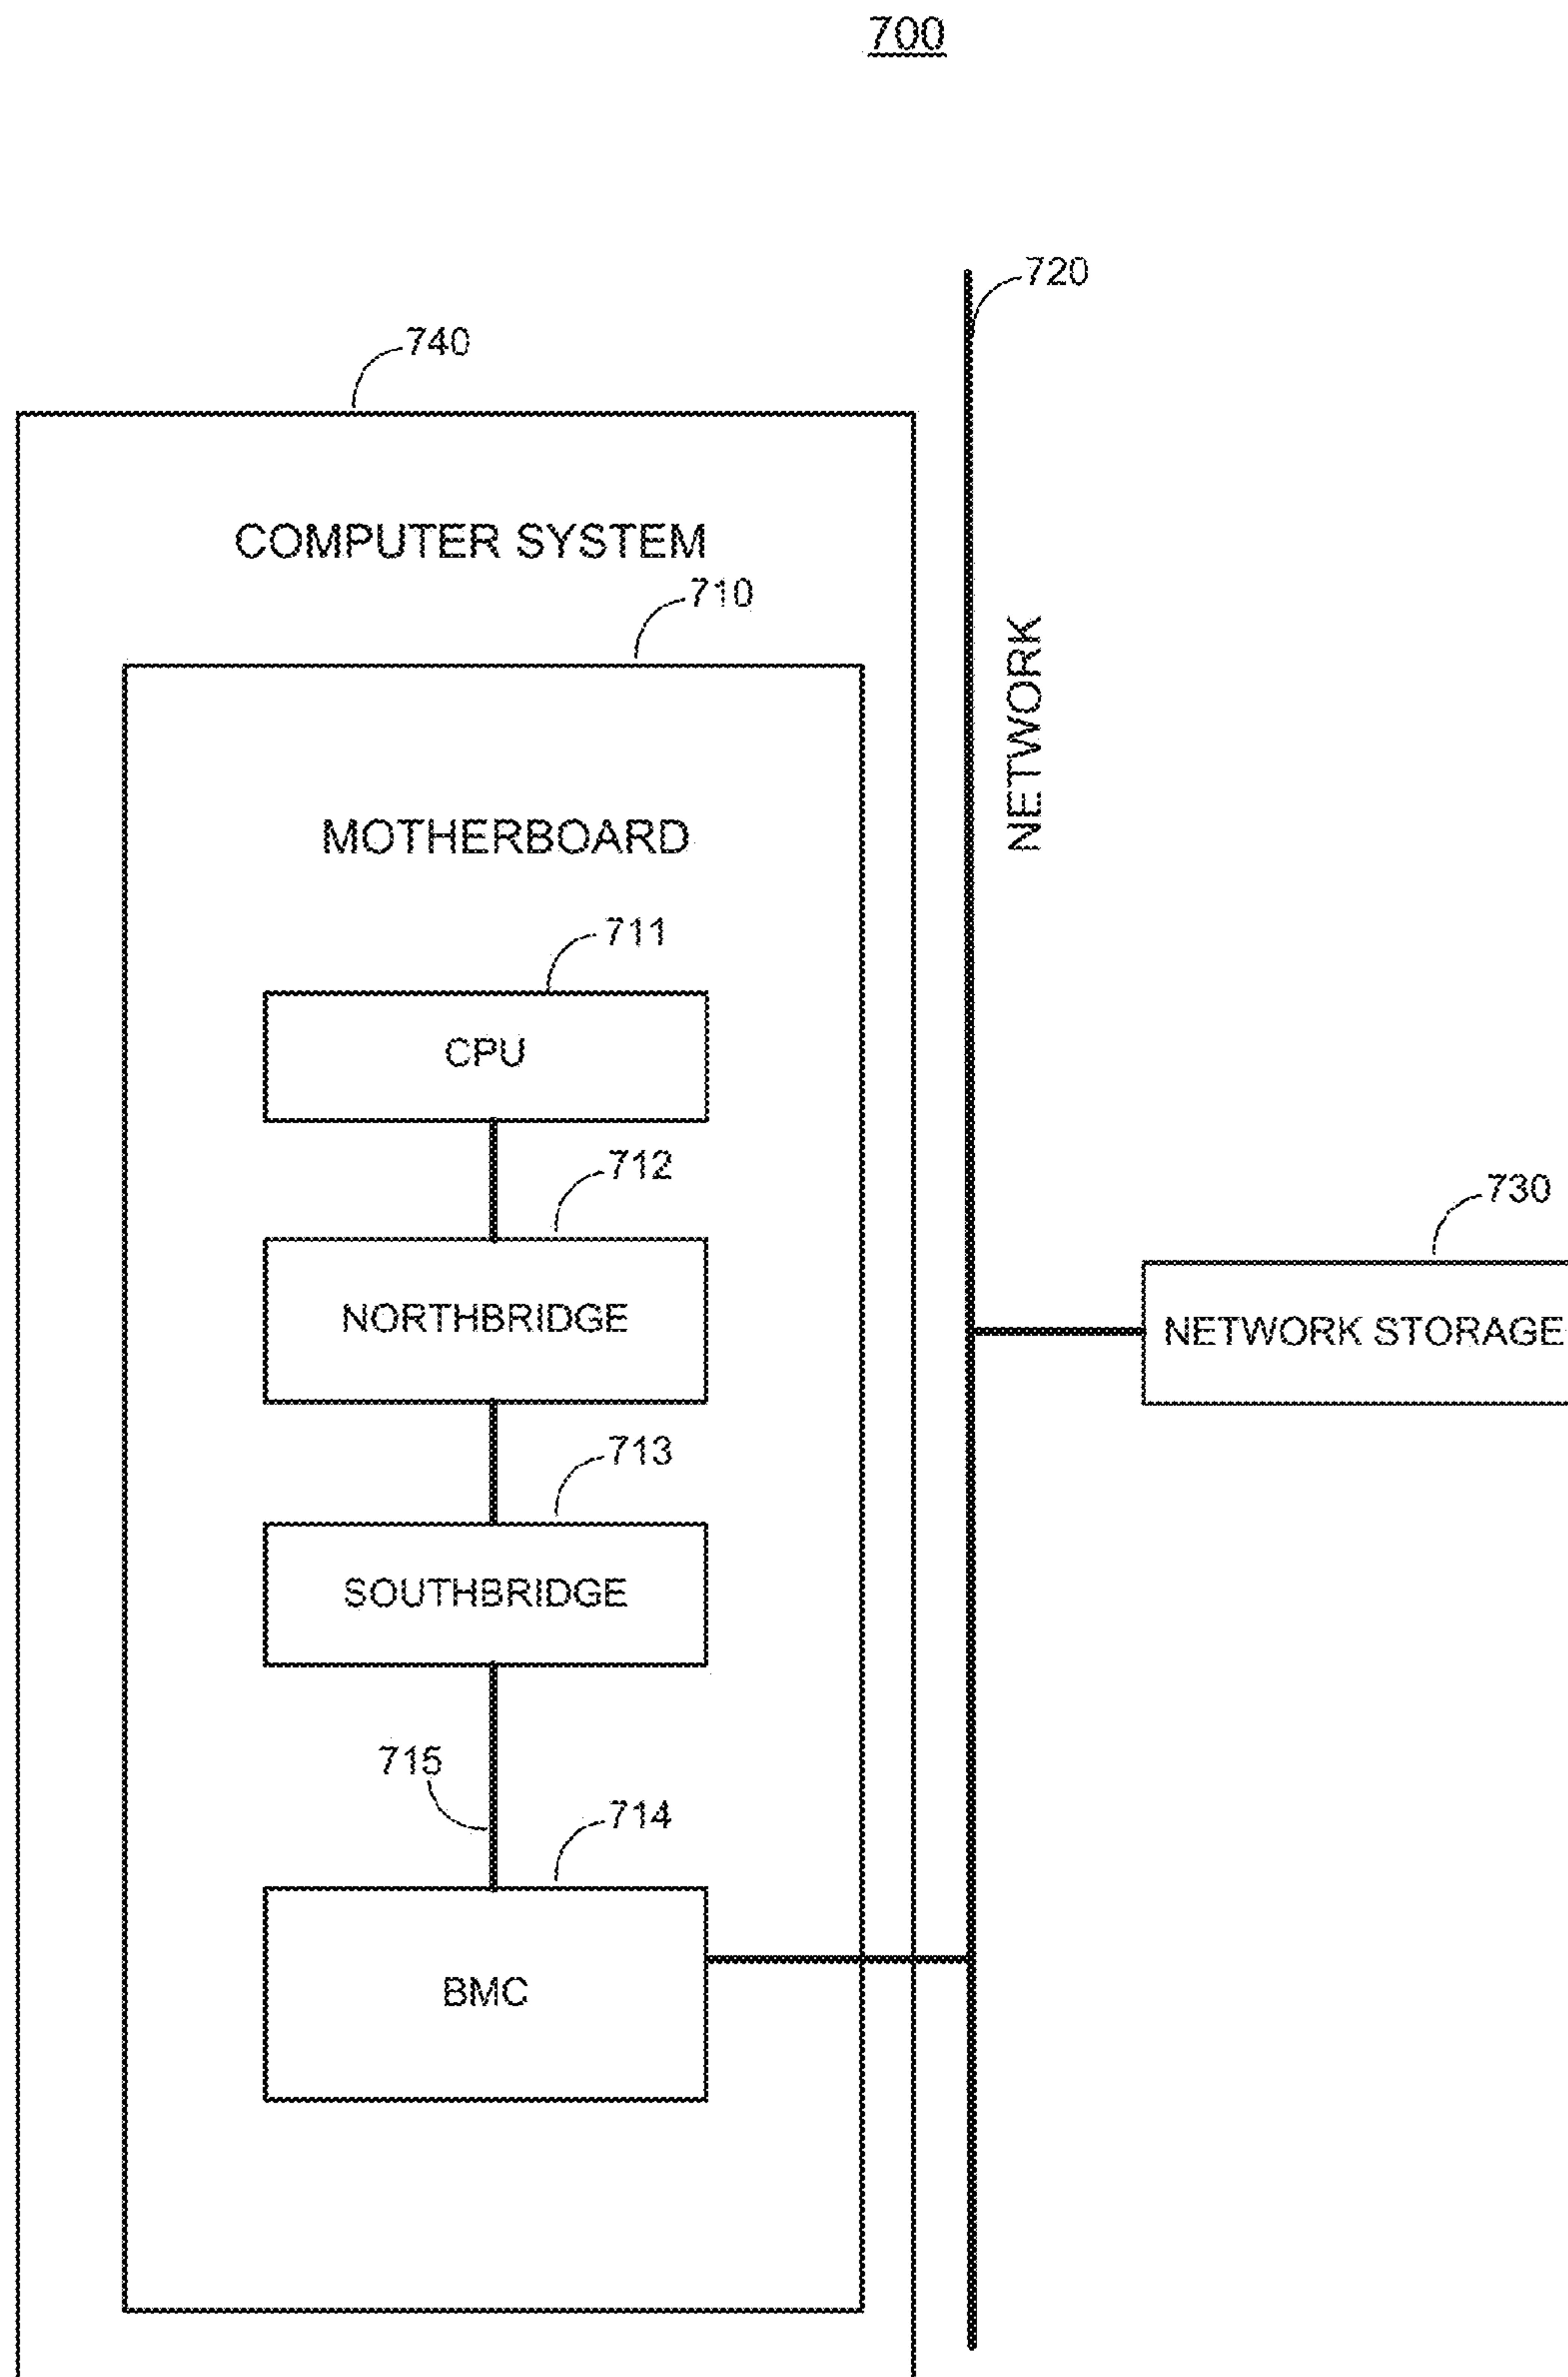 700
720
740
COMPUTER SYSTEM
710
NETWORK
MOTHERBOARD
711
CPU
712
730
NORTHBRIDGE
NETWORK STORAGE
713
SOUTHBRIDGE
715
714
BMC